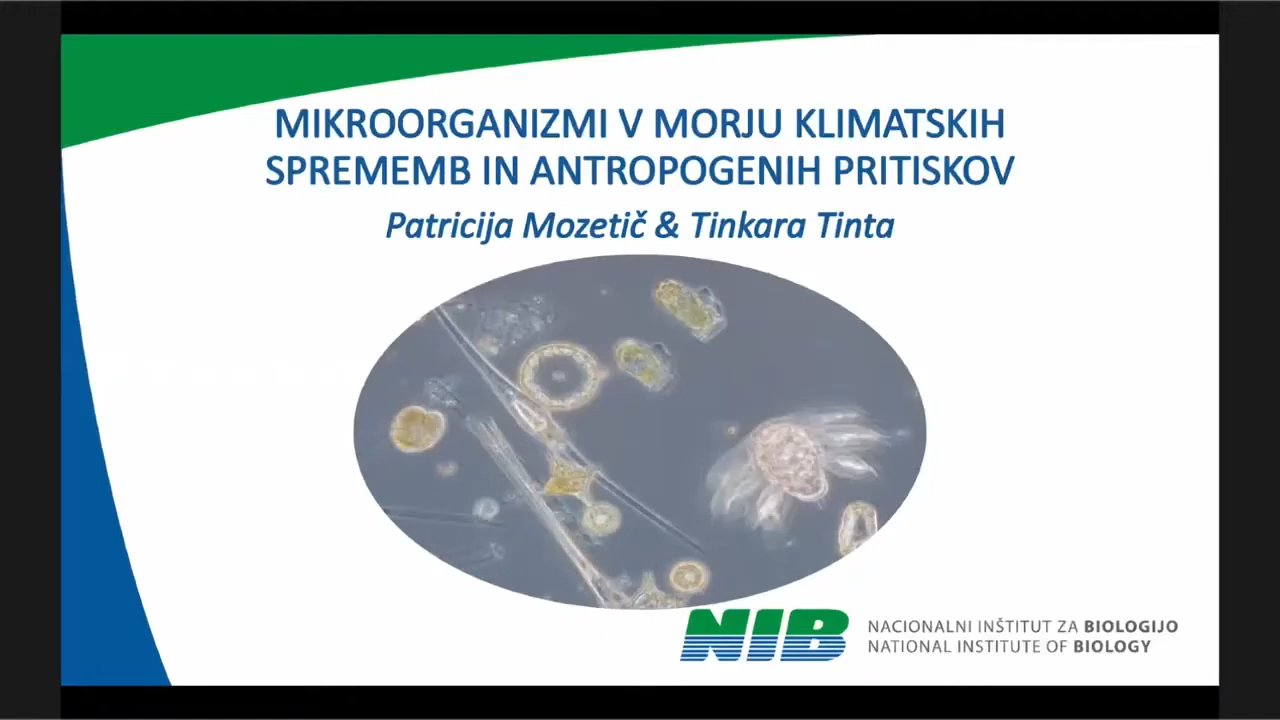 MIKROORGANIZMI V MORJU KLIMATSKIH
SPREMEMB IN ANTROPOGENIH PRITISKOV
Patricija Mozetič & Tinkara Tinta
NIB
NACIONALNI INŠTITUT ZA BIOLOGIJO
NATIONAL INSTITUTE OF BIOLOGY